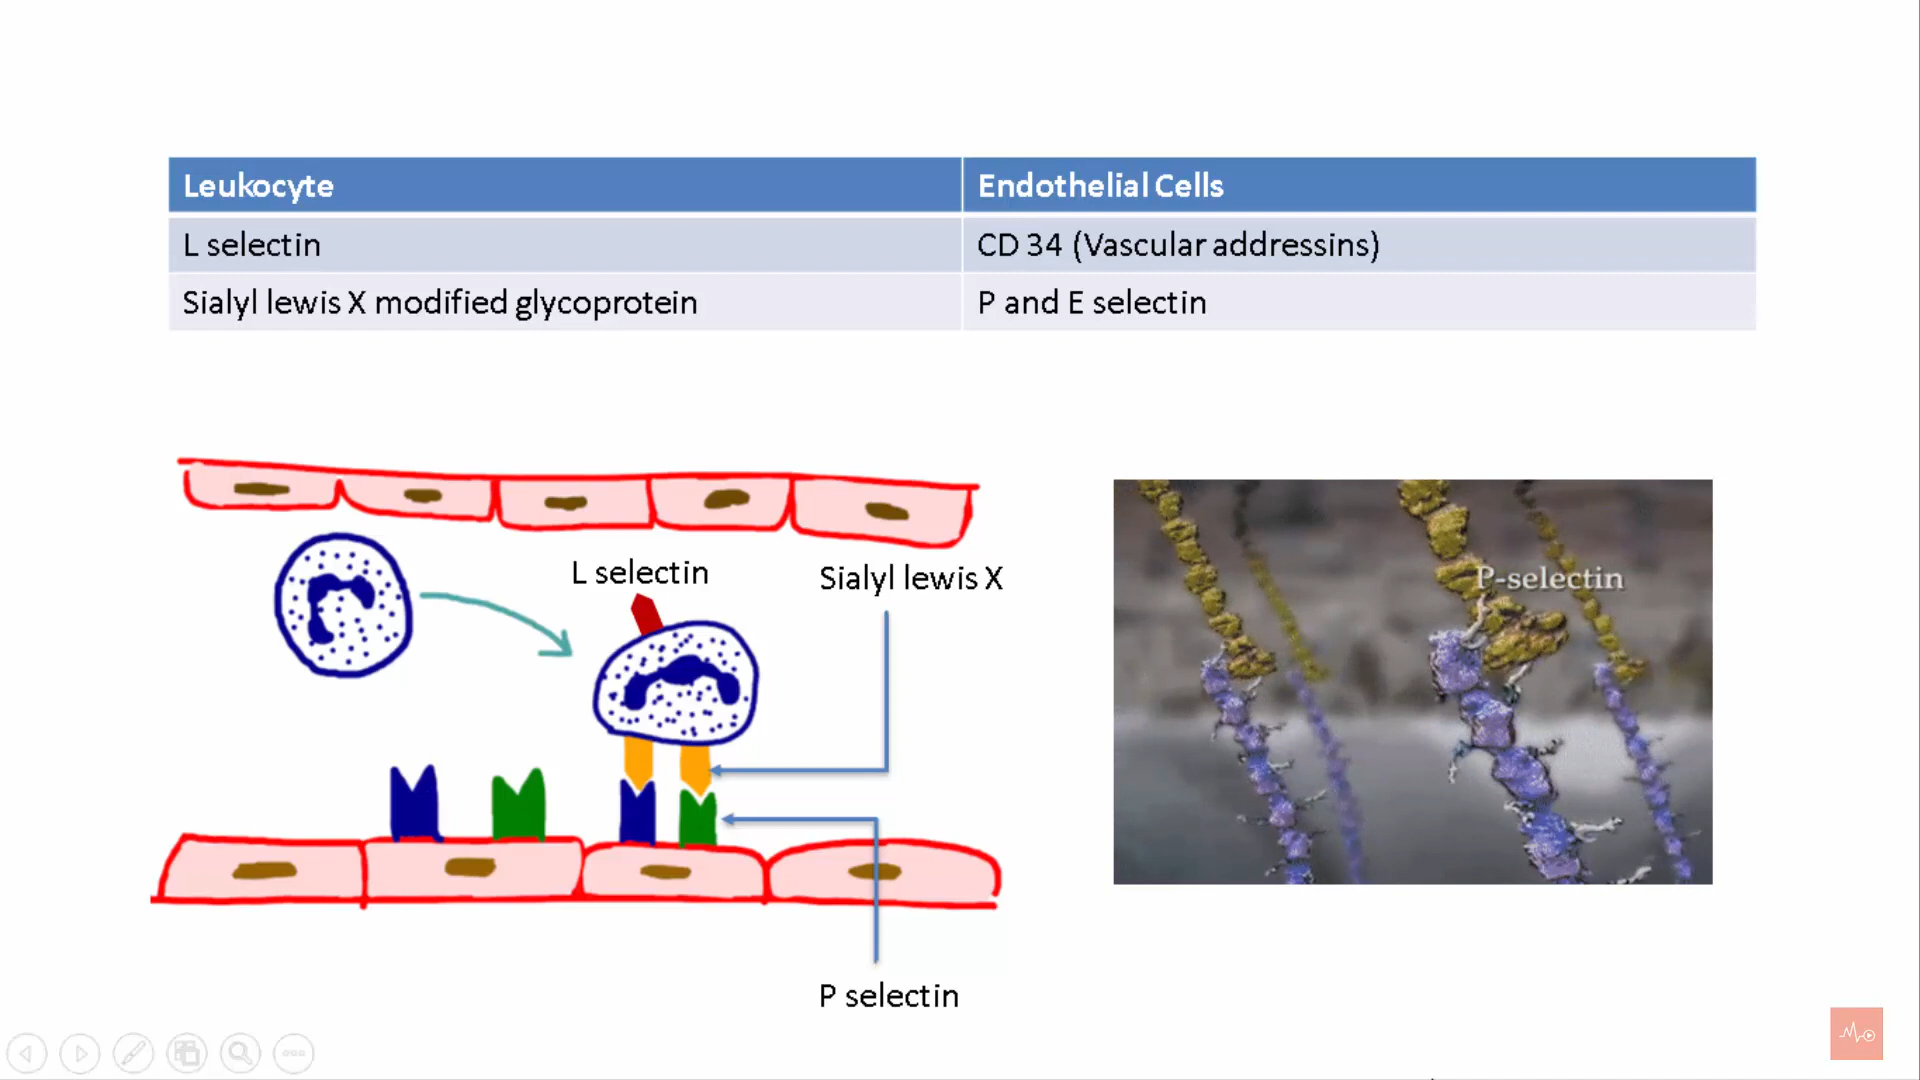 Leukocyte
Endothelial Cells
L selectin
CD 34 (Vascular addressins)
Sialyl lewis X modified glycoprotein
P and E selectin
L selectin
Sialyl lewis X
P-selectin
P selectin